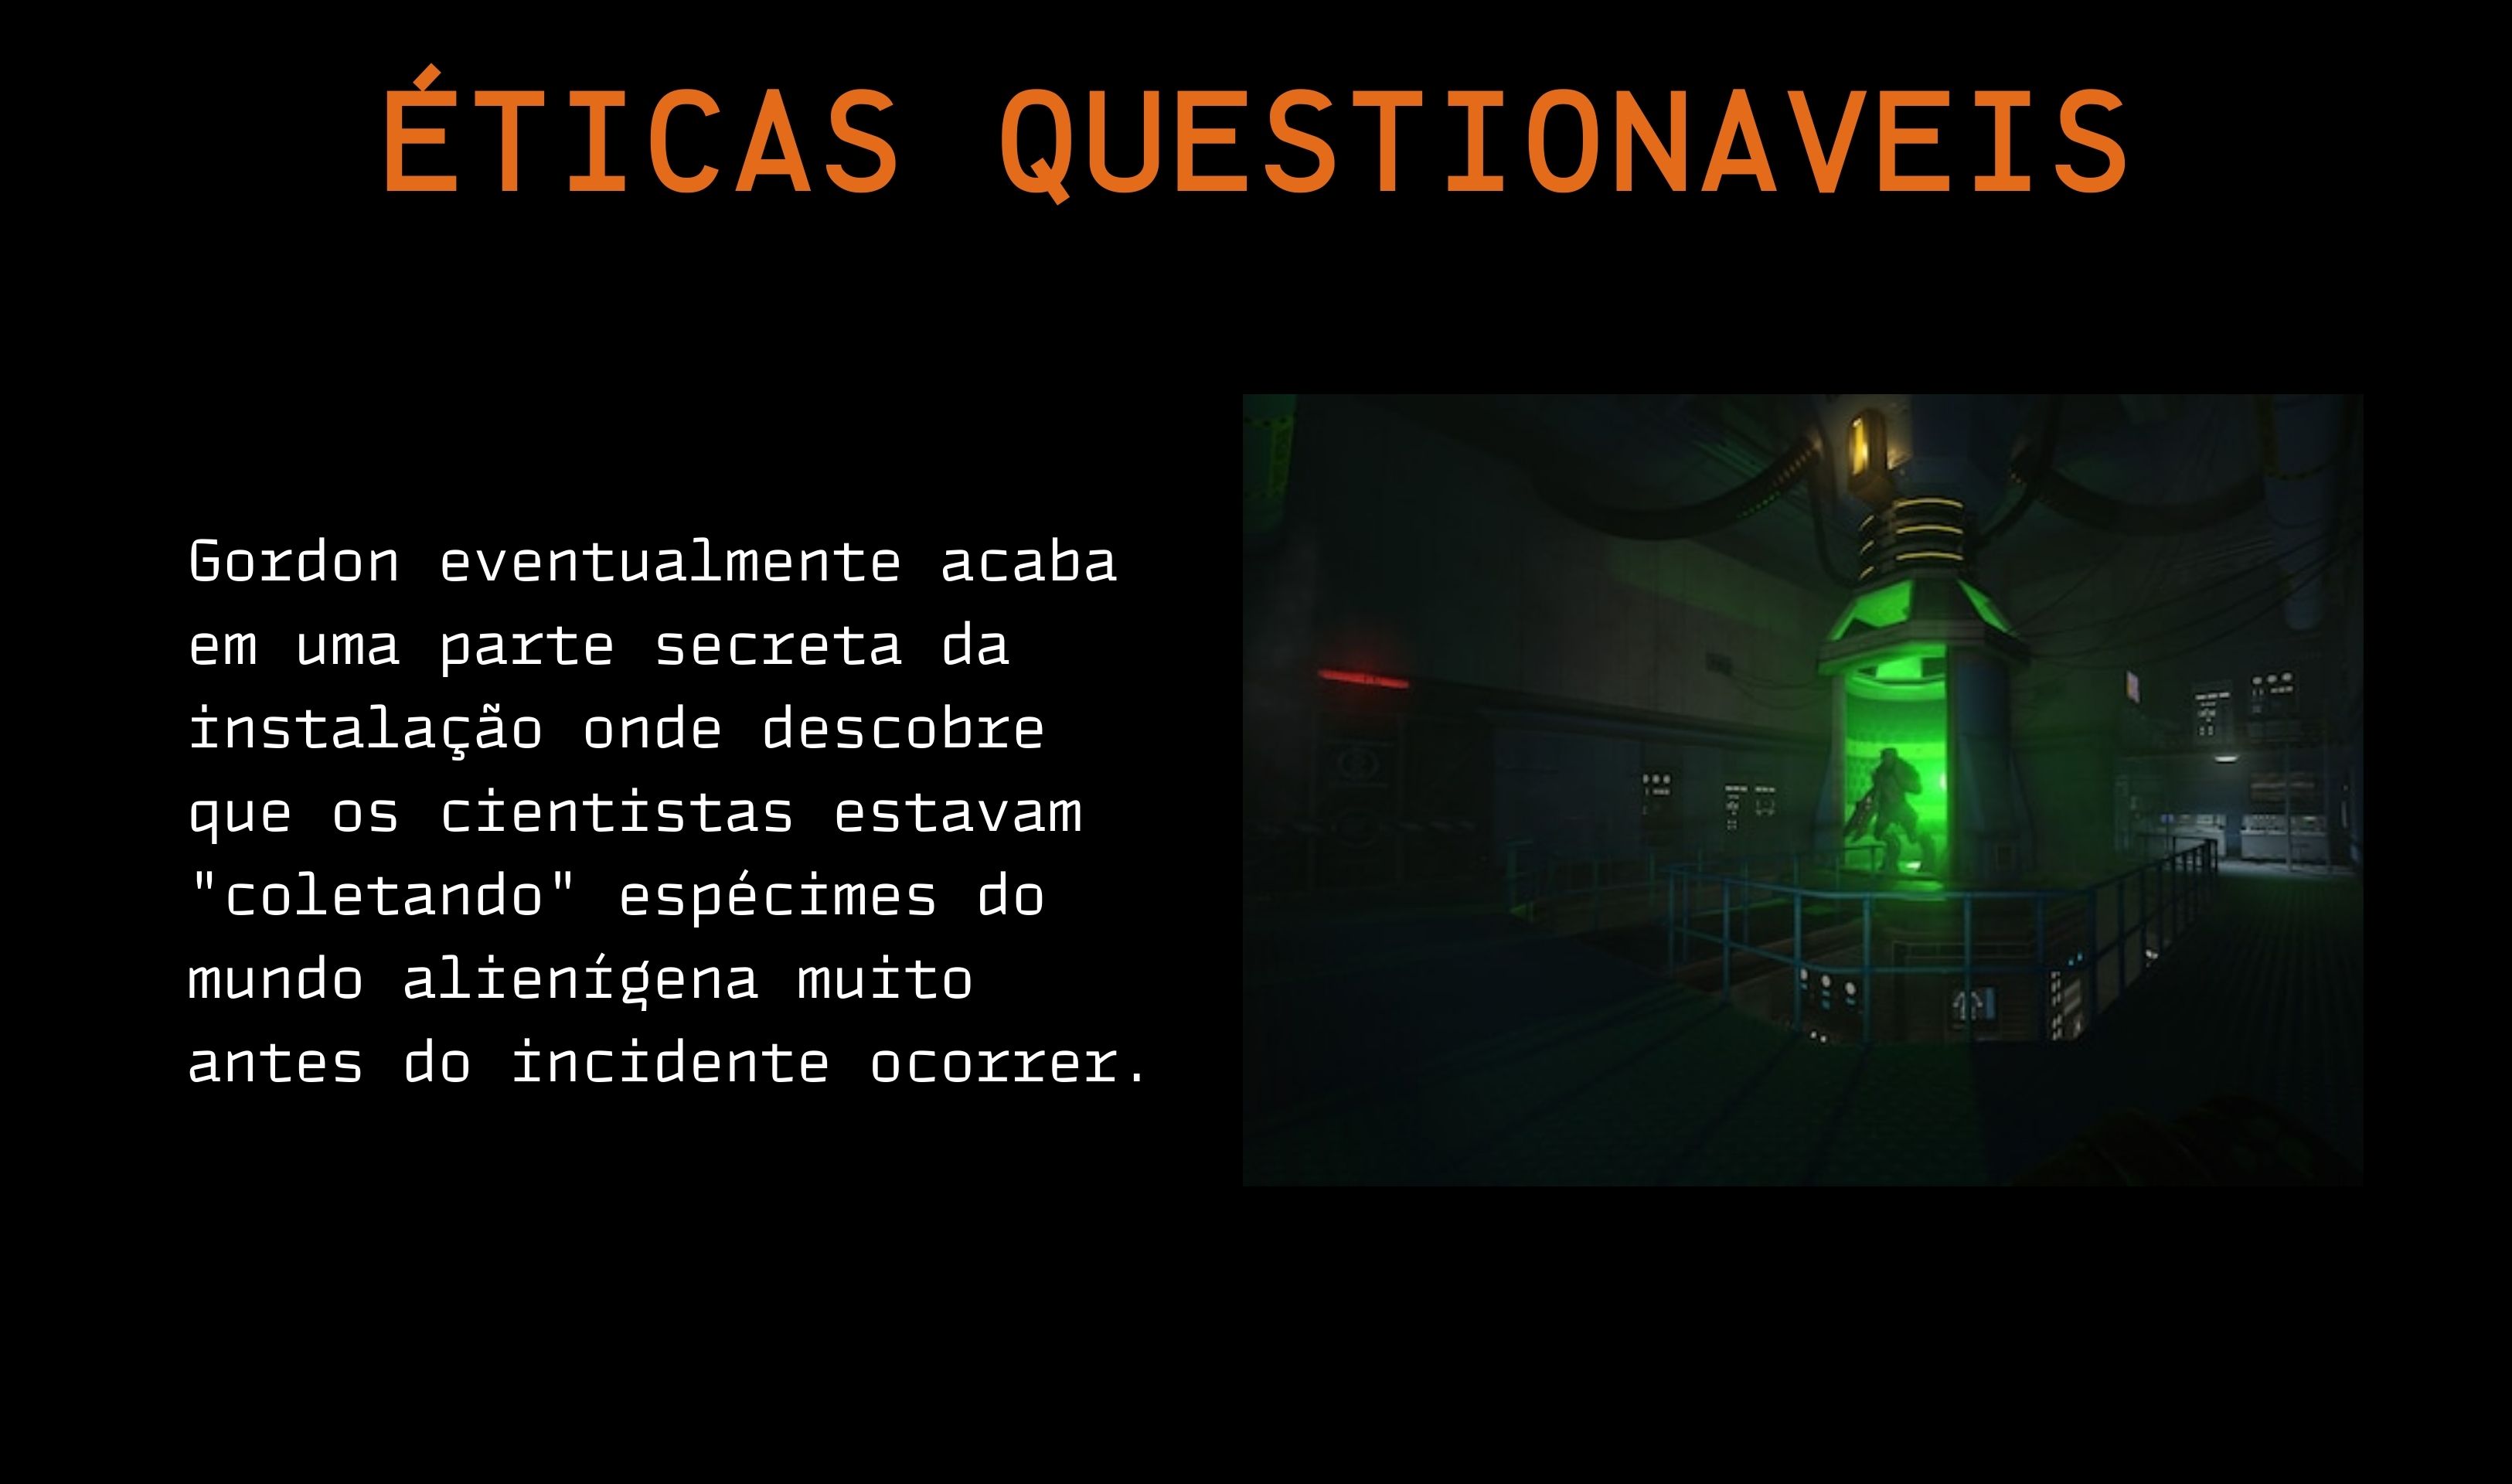 ÉTICAS QUESTIONAVEIS
Gordon eventualmente acaba
em uma parte secreta da
instalação onde descobre
que os cientistas estavam
"coletando" espécimes do
mundo alienígena muito
antes do incidente ocorrer.